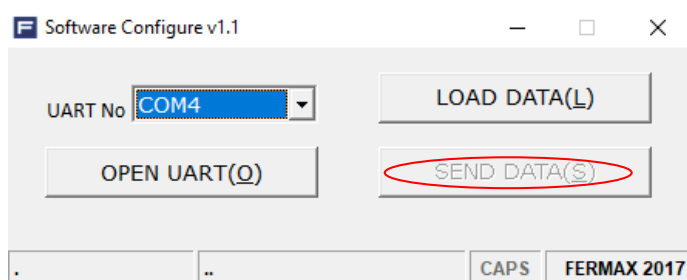 F Software Configure v1.1
UART No COM4
LOAD DATA(L)
OPEN UART(O)
SEND DATA(S)
. .. CAPS FERMAX 2017